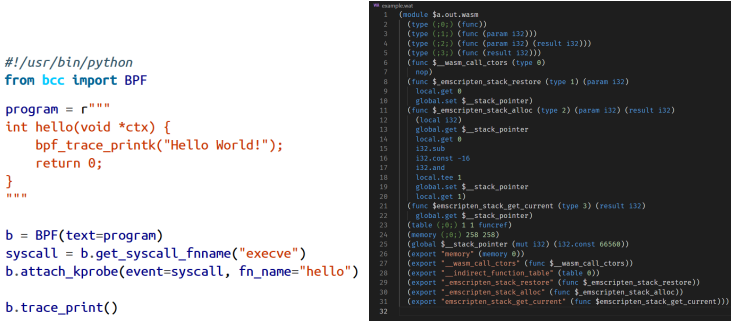 #!/usr/bin/python
from bcc import BPF
program = r"""
int hello(void *ctx) {
    bpf_trace_printk("Hello World!");
    return 0;
}
"""
b = BPF(text=program)
syscall = b.get_syscall_fnname("execve")
b.attach_kprobe(event=syscall, fn_name="hello")
b.trace_print()
example.wat
1 (module $a.out.wasm
2   (type (;0;) (func))
3   (type (;1;) (func (param i32)))
4   (type (;2;) (func (param i32) (result i32)))
5   (type (;3;) (func (result i32)))
6   (func $__wasm_call_ctors (type 0)
7     nop)
8   (func $_emscripten_stack_restore (type 1) (param i32)
9     local.get 0
10     global.set $__stack_pointer)
11   (func $_emscripten_stack_alloc (type 2) (param i32) (result i32)
12     (local i32)
13     global.get $__stack_pointer
14     local.get 0
15     i32.sub
16     i32.const -16
17     i32.and
18     local.tee 1
19     global.set $__stack_pointer
20     local.get 1)
21   (func $emscripten_stack_get_current (type 3) (result i32)
22     global.get $__stack_pointer)
23   (table (;0;) 1 1 funcref)
24   (memory (;0;) 258 258)
25   (global $__stack_pointer (mut i32) (i32.const 66560))
26   (export "memory" (memory 0))
27   (export "__wasm_call_ctors" (func $__wasm_call_ctors))
28   (export "__indirect_function_table" (table 0))
29   (export "_emscripten_stack_restore" (func $_emscripten_stack_restore))
30   (export "_emscripten_stack_alloc" (func $_emscripten_stack_alloc))
31   (export "emscripten_stack_get_current" (func $emscripten_stack_get_current)))
32